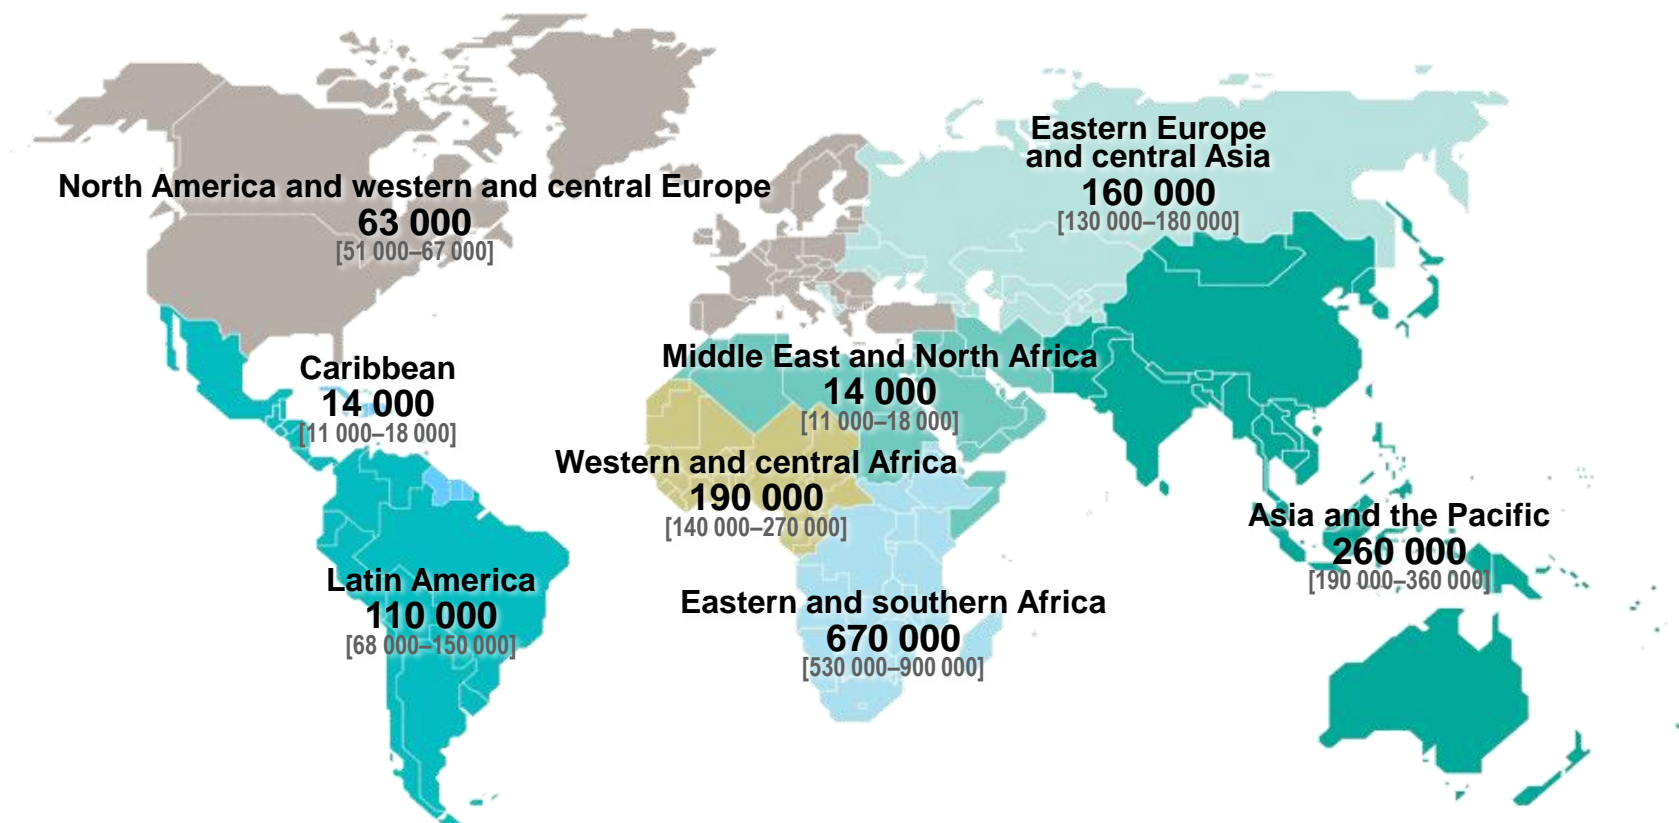 Eastern Europe
and central Asia
160 000
[130 000–180 000]
North America and western and central Europe
63 000
[51 000–67 000]
Caribbean
14 000
[11 000–18 000]
Middle East and North Africa
14 000
[11 000–18 000]
Western and central Africa
190 000
[140 000–270 000]
Asia and the Pacific
260 000
[190 000–360 000]
Latin America
110 000
[68 000–150 000]
Eastern and southern Africa
670 000
[530 000–900 000]